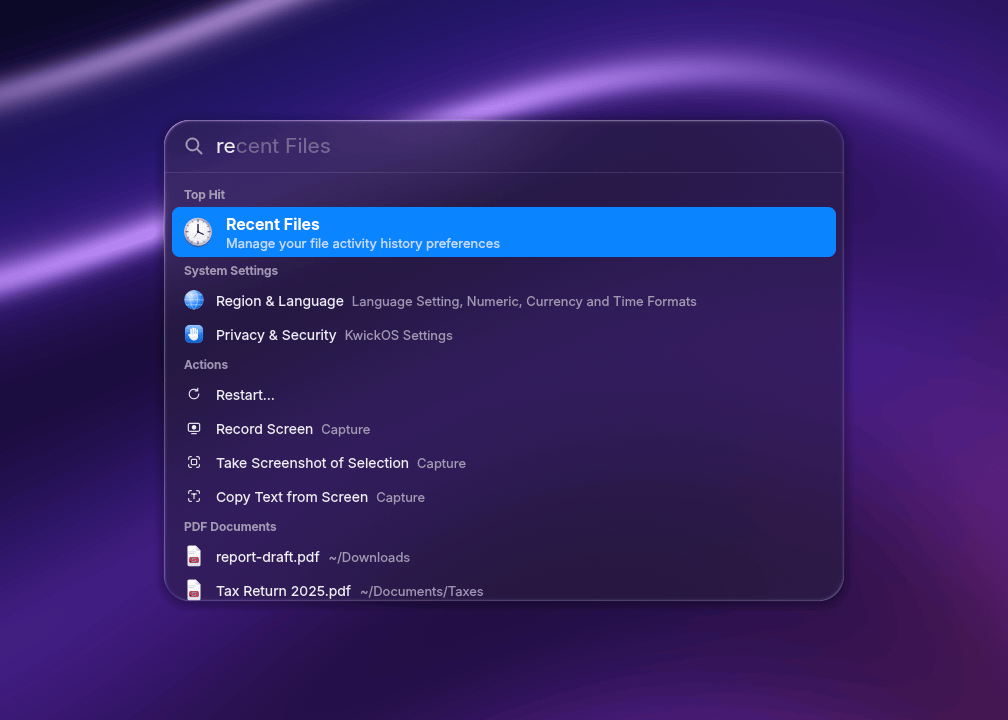 recent Files
Top Hit
Recent Files
Manage your file activity history preferences
System Settings
Region & Language Language Setting, Numeric, Currency and Time Formats
Privacy & Security KwickOS Settings
Actions
Restart...
Record Screen Capture
Take Screenshot of Selection Capture
Copy Text from Screen Capture
PDF Documents
report-draft.pdf ~/Downloads
Tax Return 2025.pdf ~/Documents/Taxes